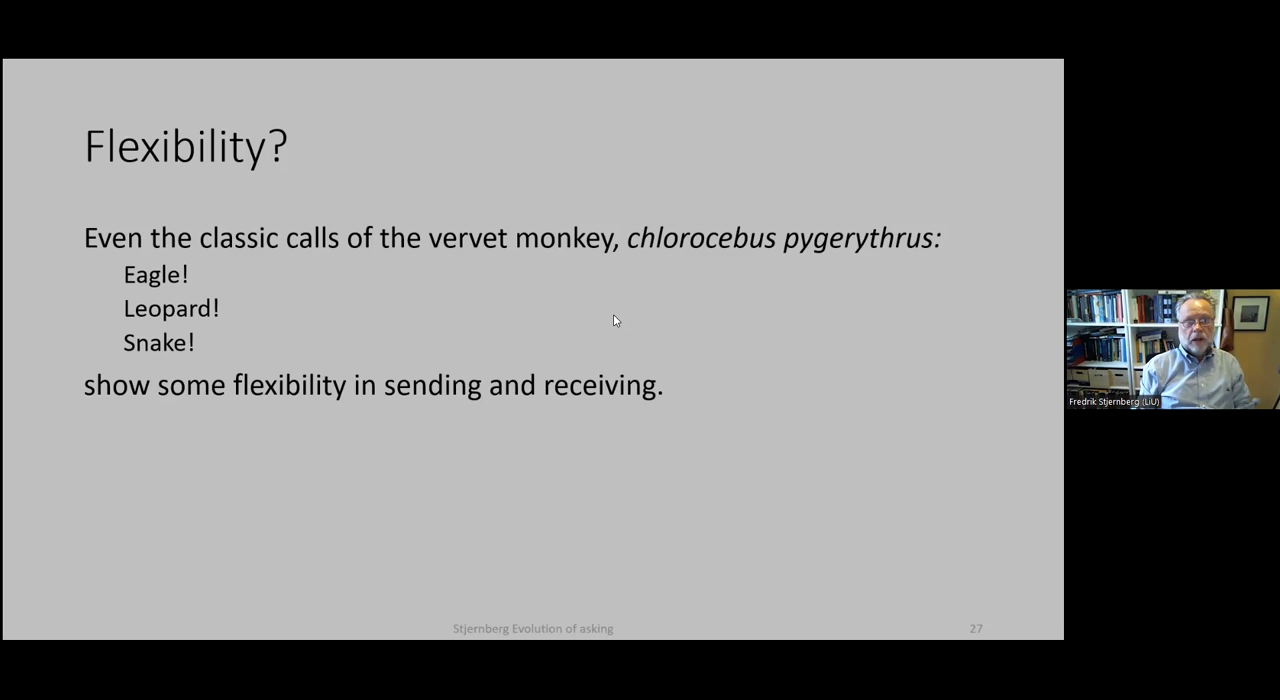 Flexibility?
Even the classic calls of the vervet monkey, chlorocebus pygerythrus:
Eagle!
Leopard!
Snake!
show some flexibility in sending and receiving.
Stjernberg Evolution of asking
27
Fredrik Stjernberg (LiU)